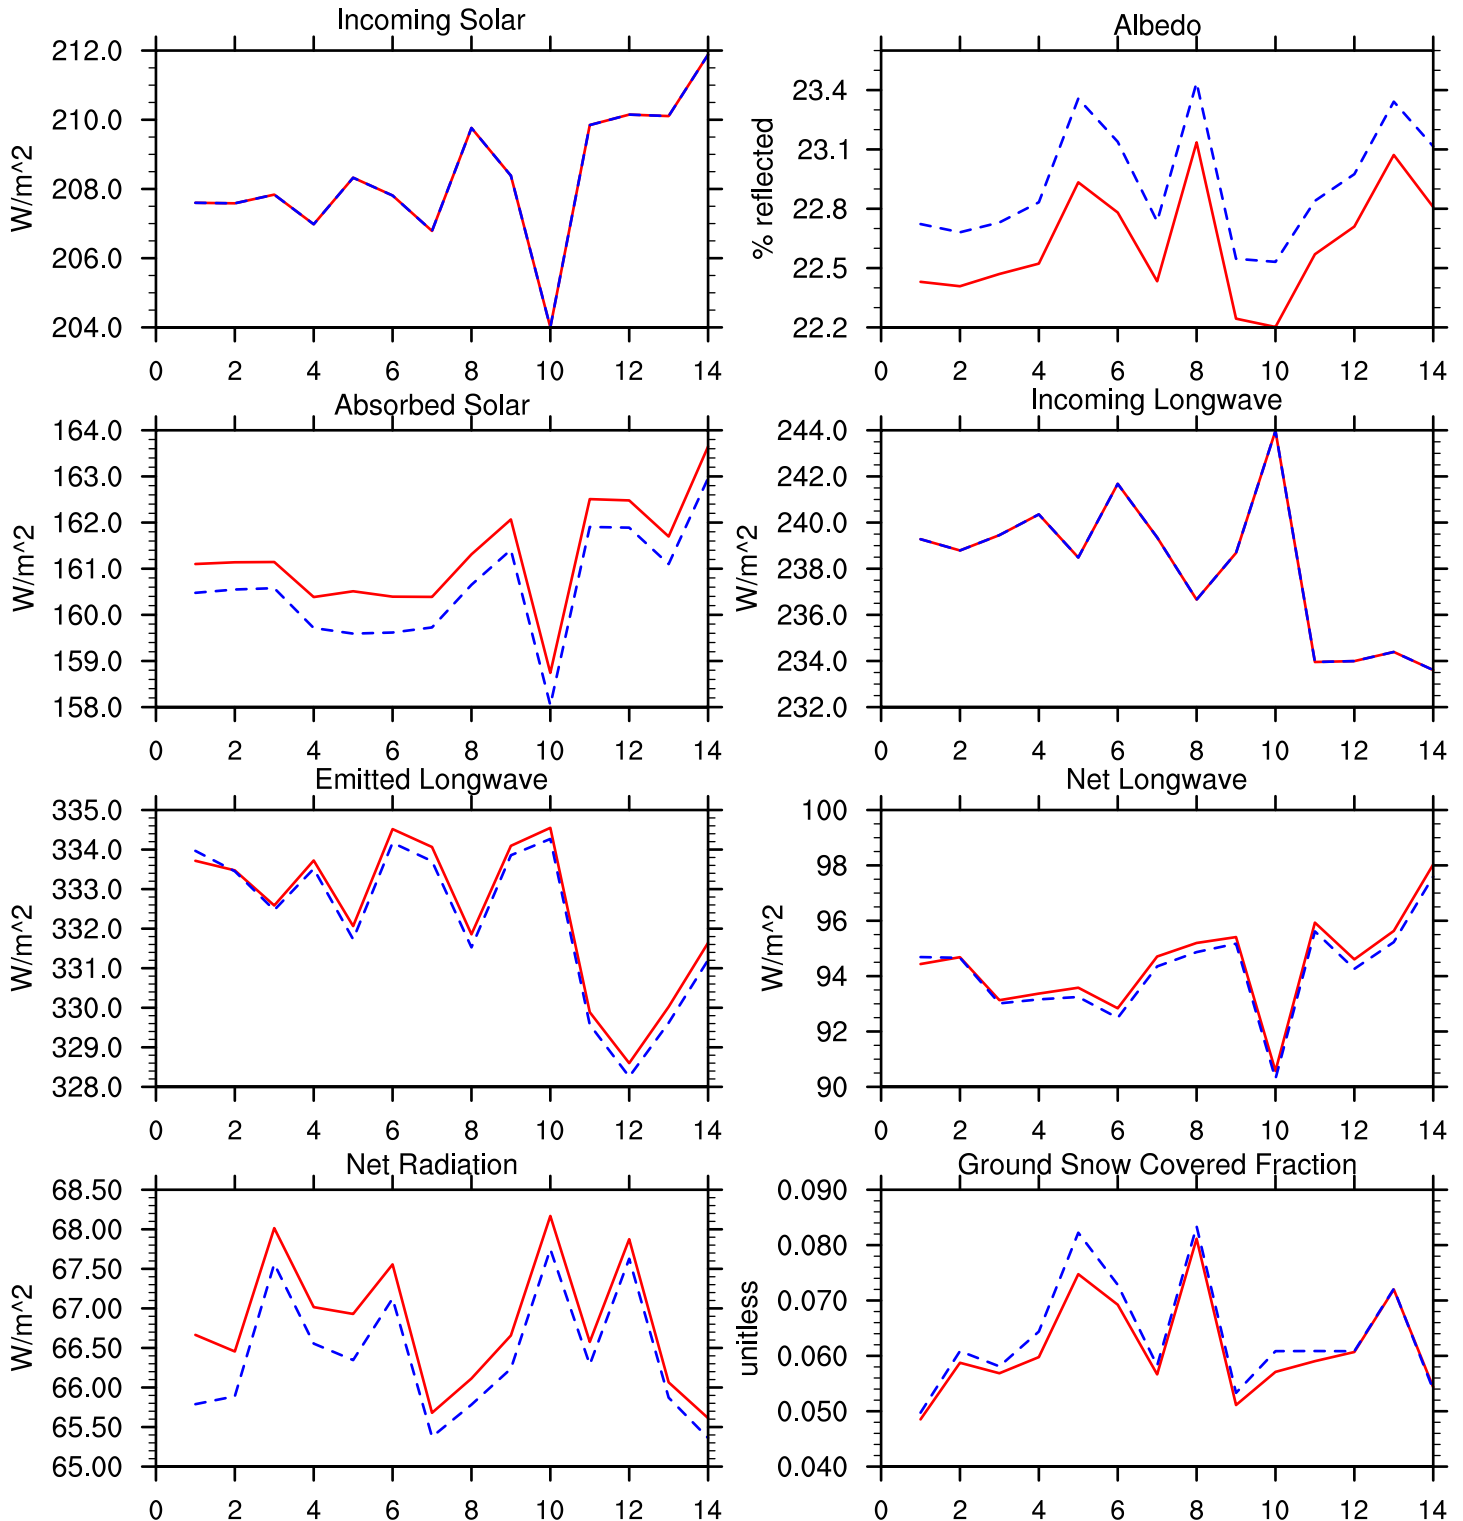 Incoming Solar
W/m^2
212.0
210.0
208.0
206.0
204.0
0 2 4 6 8 10 12 14
Albedo
% reflected
23.4
23.1
22.8
22.5
22.2
0 2 4 6 8 10 12 14
Absorbed Solar
W/m^2
164.0
163.0
162.0
161.0
160.0
159.0
158.0
0 2 4 6 8 10 12 14
Incoming Longwave
W/m^2
244.0
242.0
240.0
238.0
236.0
234.0
232.0
0 2 4 6 8 10 12 14
Emitted Longwave
W/m^2
335.0
334.0
333.0
332.0
331.0
330.0
329.0
328.0
0 2 4 6 8 10 12 14
Net Longwave
W/m^2
100
98
96
94
92
90
0 2 4 6 8 10 12 14
Net Radiation
W/m^2
68.50
68.00
67.50
67.00
66.50
66.00
65.50
65.00
0 2 4 6 8 10 12 14
Ground Snow Covered Fraction
unitless
0.090
0.080
0.070
0.060
0.050
0.040
0 2 4 6 8 10 12 14